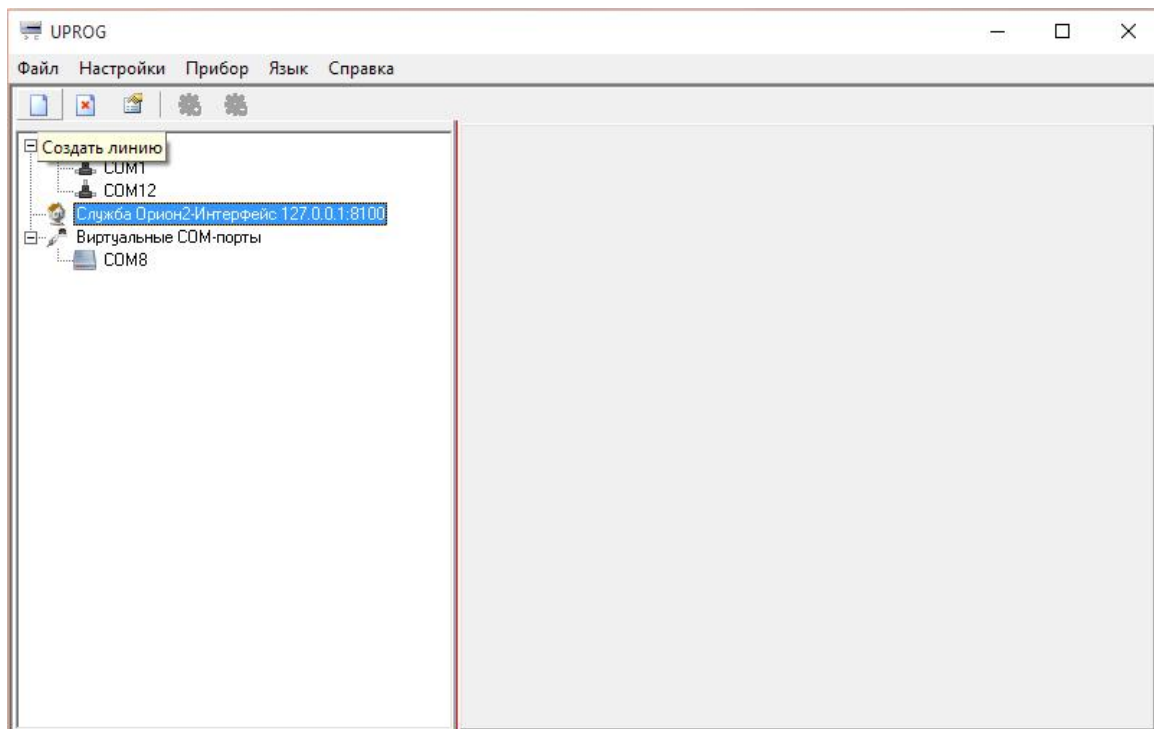 UPROG
Файл Настройки Прибор Язык Справка
Создать линию
COM1
COM12
Служба Орион2-Интерфейс 127.0.0.1:8100
Виртуальные COM-порты
COM8